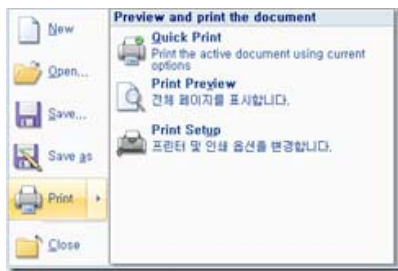 New
Open...
Save...
Save as
Print
Close
Preview and print the document
Quick Print
Print the active document using current
options
Print Preview
전체 페이지를 표시합니다.
Print Setup
프린터 및 인쇄 옵션을 변경합니다.